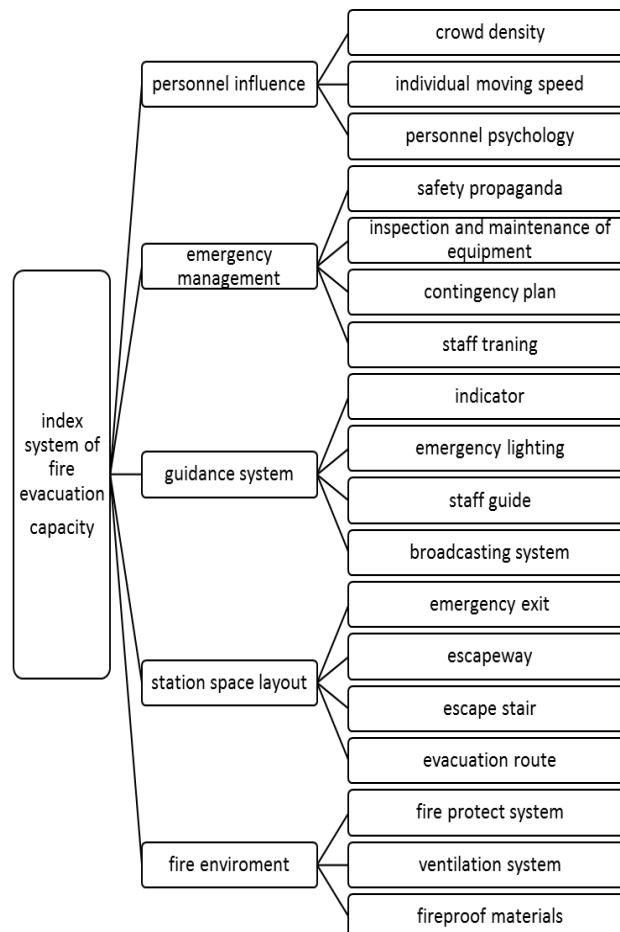 crowd density
personnel influence
individual moving speed
personnel psychology
safety propaganda
inspection and maintenance of
equipment
emergency
management
contingency plan
staff traning
index
system of
fire
evacuation
capacity
indicator
emergency lighting
guidance system
staff guide
broadcasting system
emergency exit
escapeway
station space layout
escape stair
evacuation route
fire protect system
fire enviroment
ventilation system
fireproof materials